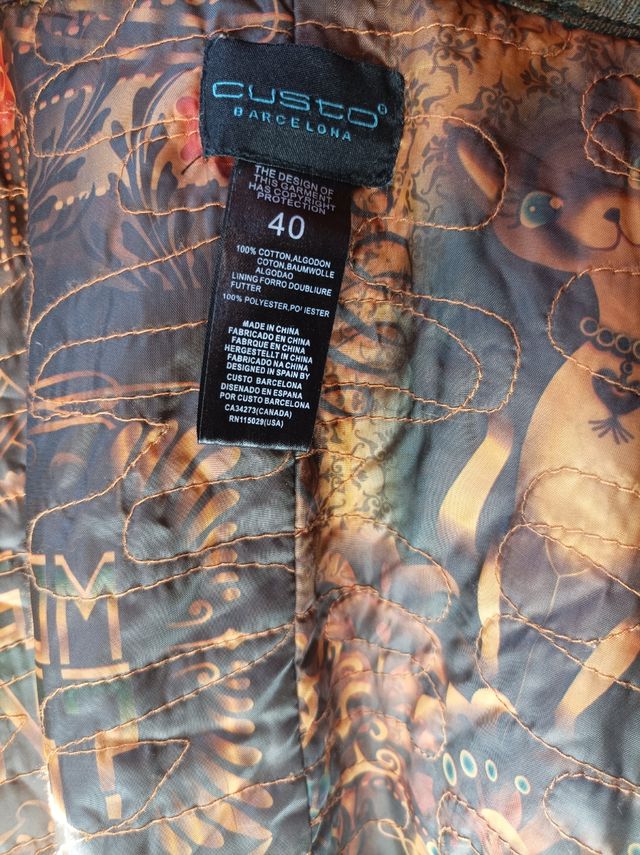 custo®
BARCELONA
THE DESIGN OF
THIS GARMENT
HAS COPYRIGHT
PROTECTION
40
100% COTTON,ALGODON
COTON,BAUMWOLLE
ALGODAO
LINING FORRO DOUBLIURE
FUTTER
100% POLYESTER,POLIESTER
MADE IN CHINA
FABRICADO EN CHINA
FABRIQUE EN CHINA
HERGESTELLT IN CHINA
FABRICADO NA CHINA
DESIGNED IN SPAIN BY
CUSTO BARCELONA
DISENADO EN ESPANA
POR CUSTO BARCELONA
CA34273(CANADA)
RN115029(USA)